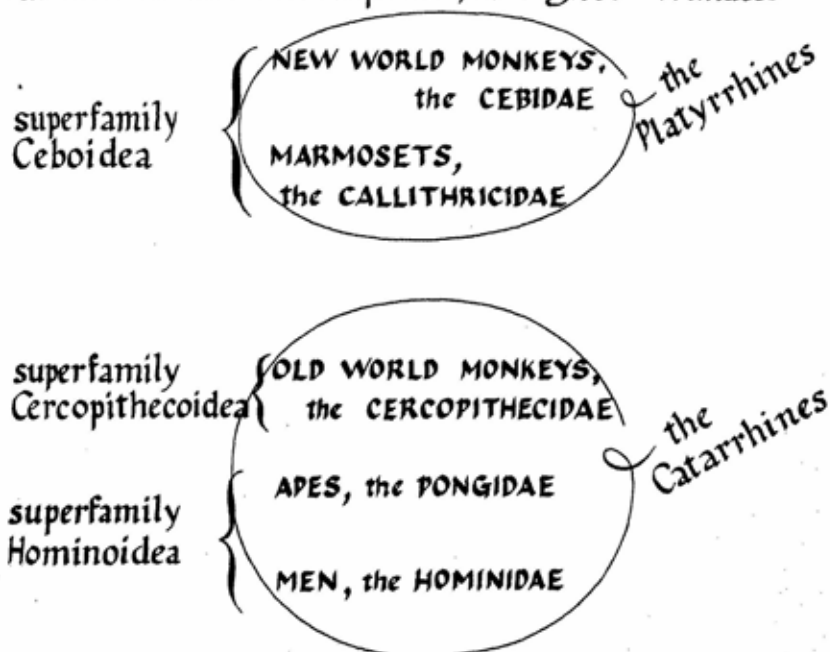 superfamily
Ceboidea
NEW WORLD MONKEYS,
the CEBIDAE
MARMOSETS,
the CALLITHRICIDAE
the
Platyrrhines
superfamily
Cercopithecoidea
OLD WORLD MONKEYS,
the CERCOPITHECIDAE
superfamily
Hominoidea
APES, the PONGIDAE
MEN, the HOMINIDAE
the
Catarrhines